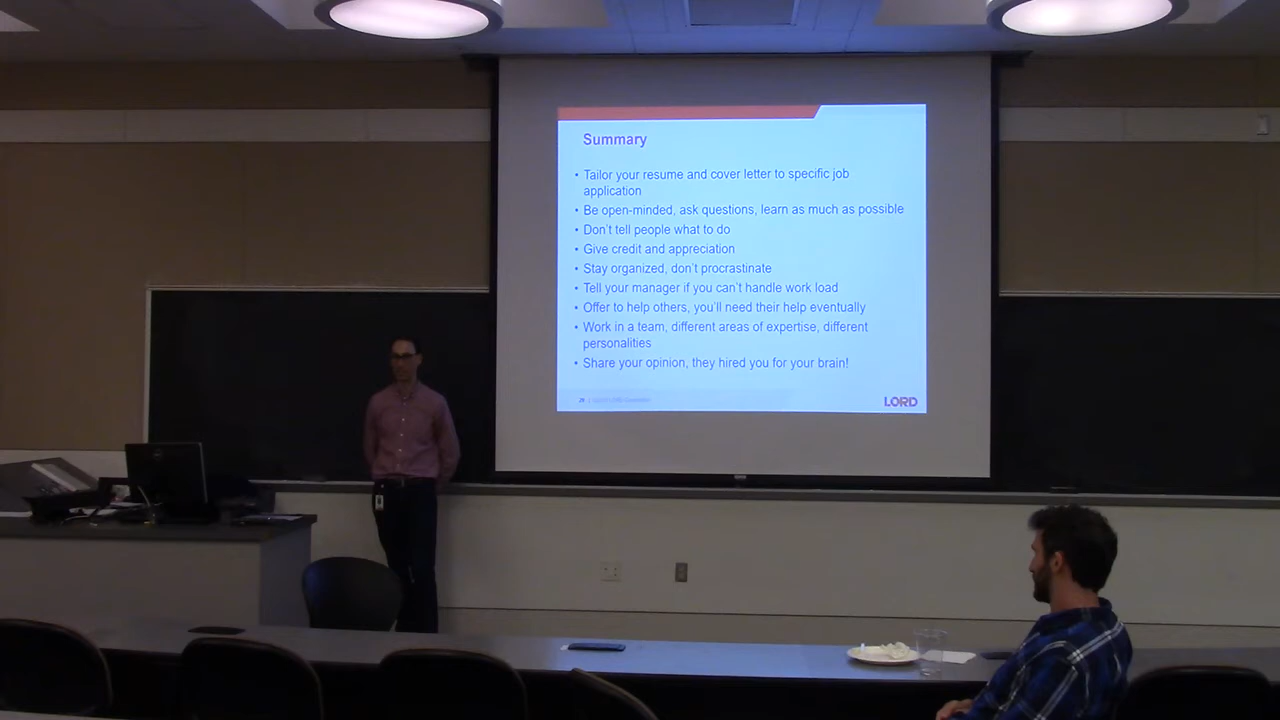 Summary
• Tailor your resume and cover letter to specific job
application
• Be open-minded, ask questions, learn as much as possible
• Don't tell people what to do
• Give credit and appreciation
• Stay organized, don't procrastinate
• Tell your manager if you can't handle work load
• Offer to help others, you'll need their help eventually
• Work in a team, different areas of expertise, different
personalities
• Share your opinion, they hired you for your brain!
LORD